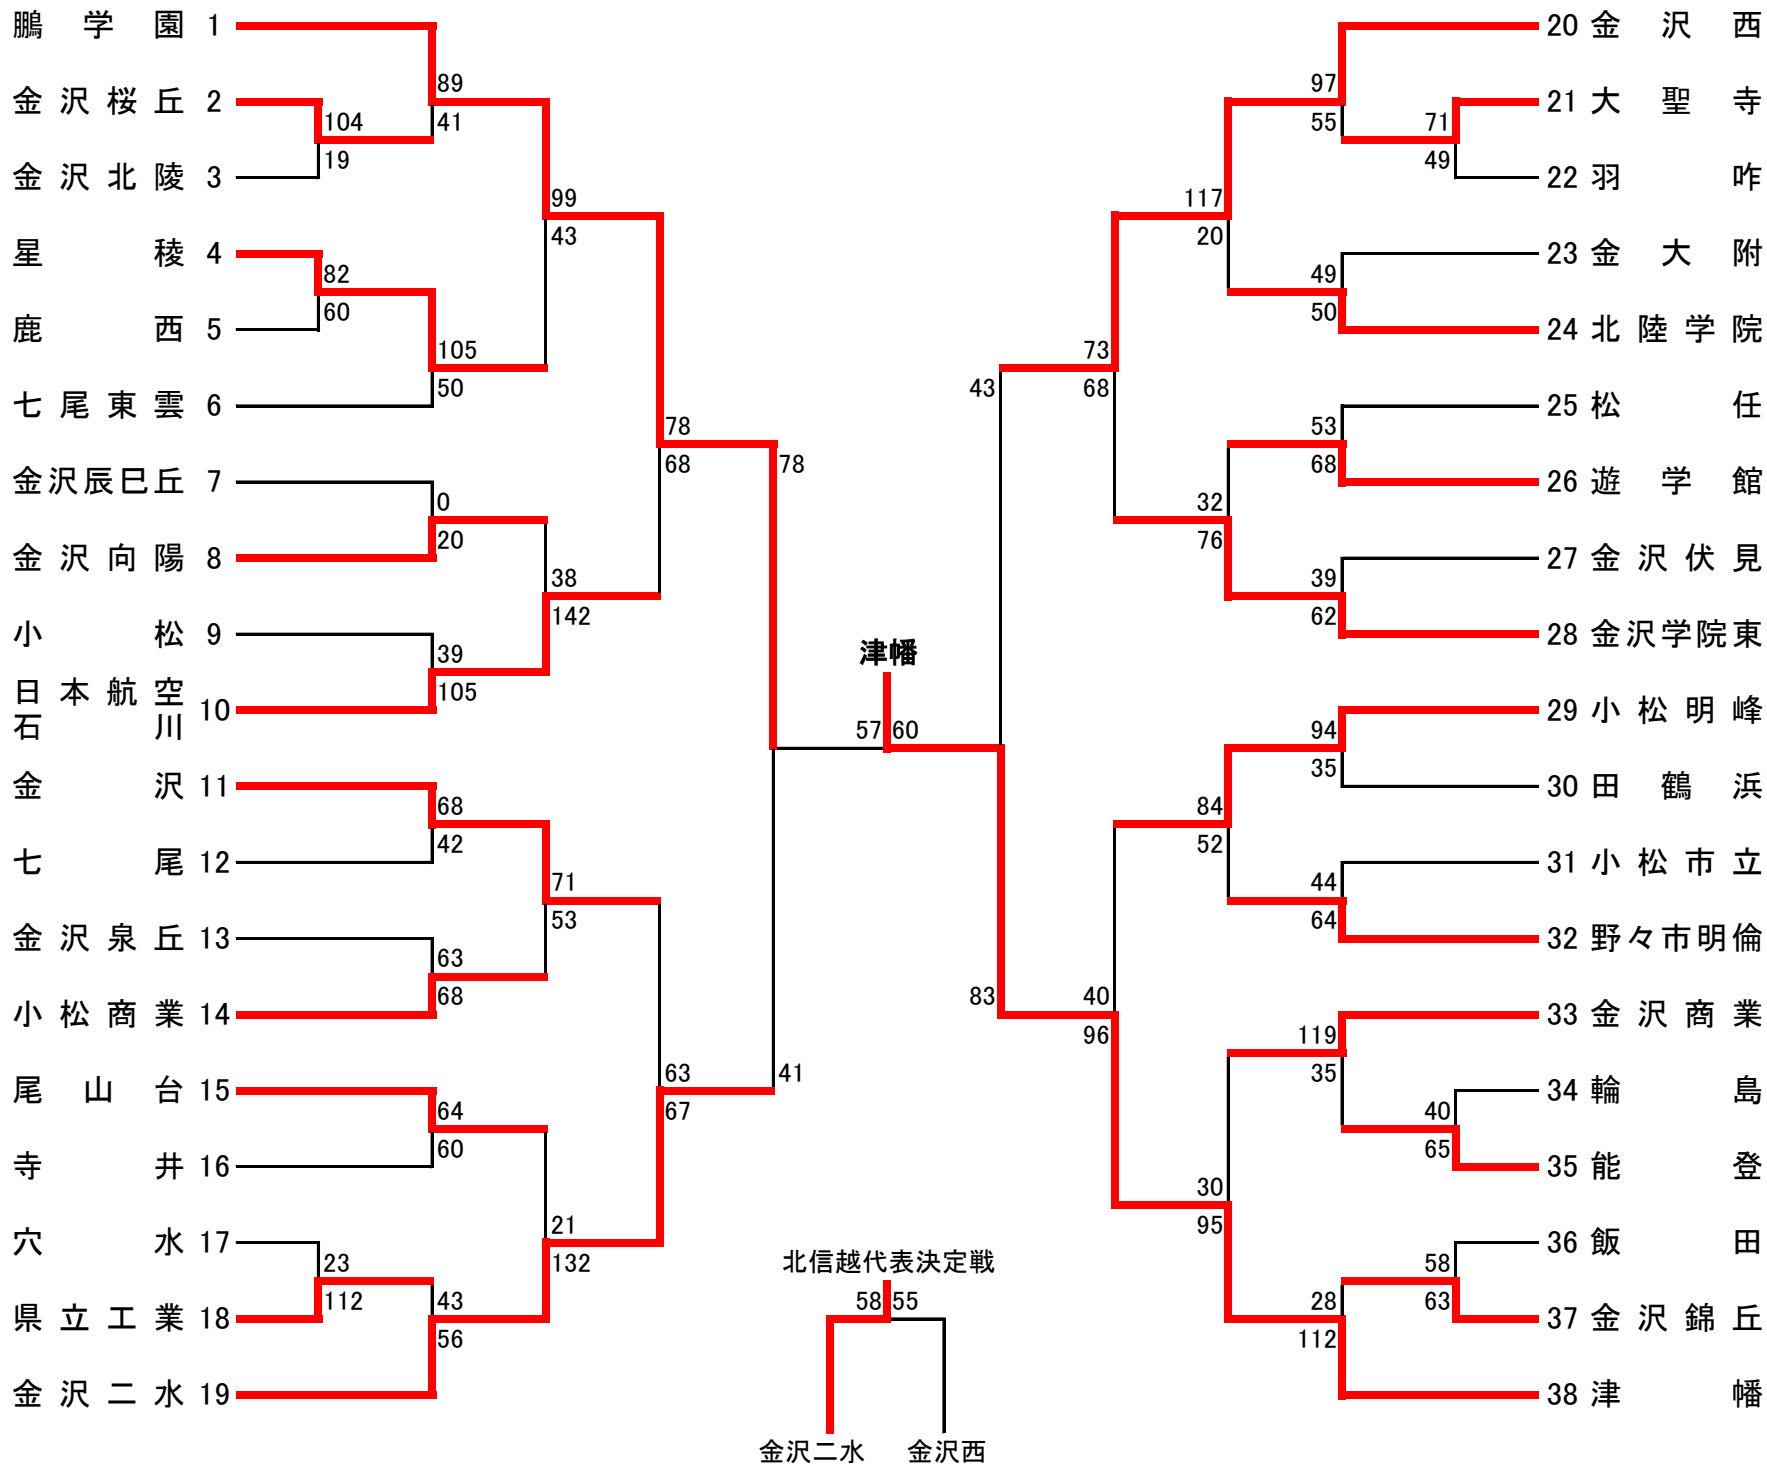 鵬学園 1
金沢桜丘 2
金沢北陵 3
星稜 4
鹿西 5
七尾東雲 6
金沢辰巳丘 7
金沢向陽 8
小松 9
日本航空
石川 10
金沢 11
七尾 12
金沢泉丘 13
小松商業 14
尾山台 15
寺井 16
穴水 17
県立工業 18
金沢二水 19
104
19
82
60
23
112
89
41
105
50
0
20
39
105
68
42
63
68
64
60
43
56
99
43
38
142
71
53
21
132
78
68
63
67
78
41
津幡
57 60
43
83
73
68
40
96
117
20
32
76
84
52
30
95
97
55
49
50
53
68
39
62
94
35
44
64
119
35
28
112
71
49
40
65
58
63
20 金沢西
21 大聖寺
22 羽咋
23 金大附
24 北陸学院
25 松任
26 遊学館
27 金沢伏見
28 金沢学院東
29 小松明峰
30 田鶴浜
31 小松市立
32 野々市明倫
33 金沢商業
34 輪島
35 能登
36 飯田
37 金沢錦丘
38 津幡
北信越代表決定戦
58 55
金沢二水 金沢西